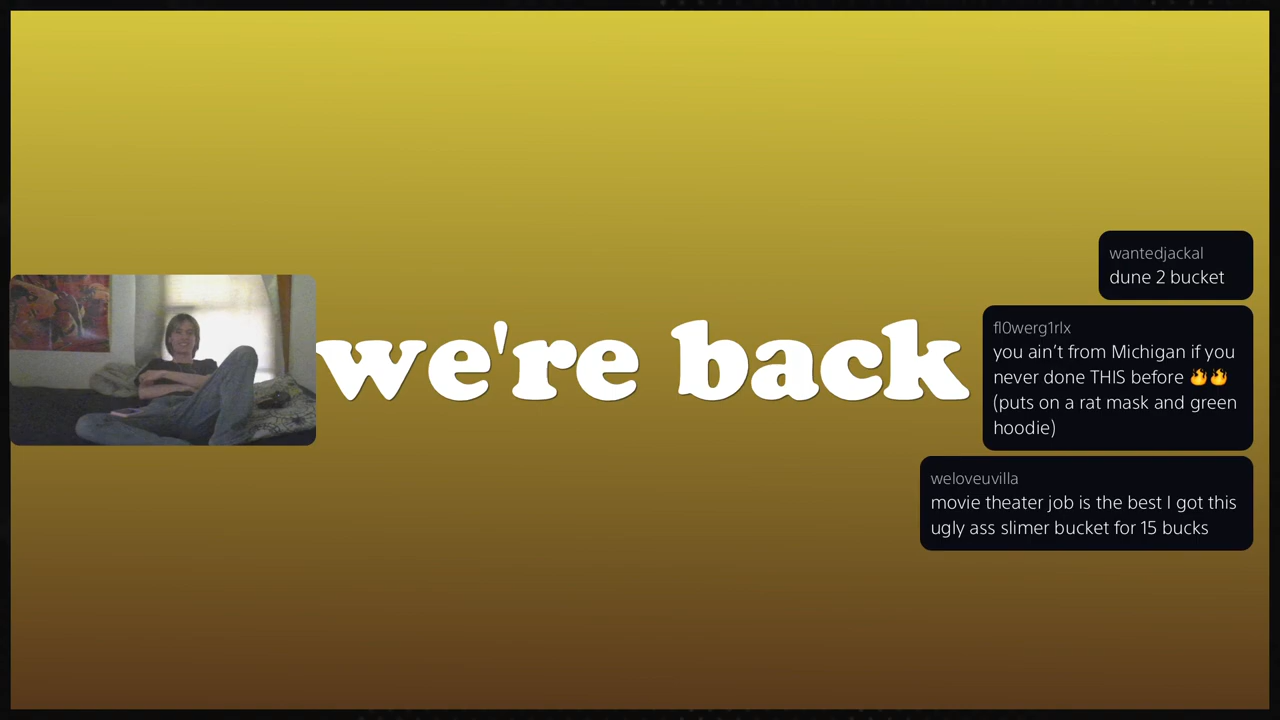 we're back
wantedjackal
dune 2 bucket
fl0werg1rlx
you ain’t from Michigan if you
never done THIS before 🔥🔥
(puts on a rat mask and green
hoodie)
weloveuvilla
movie theater job is the best I got this
ugly ass slimer bucket for 15 bucks